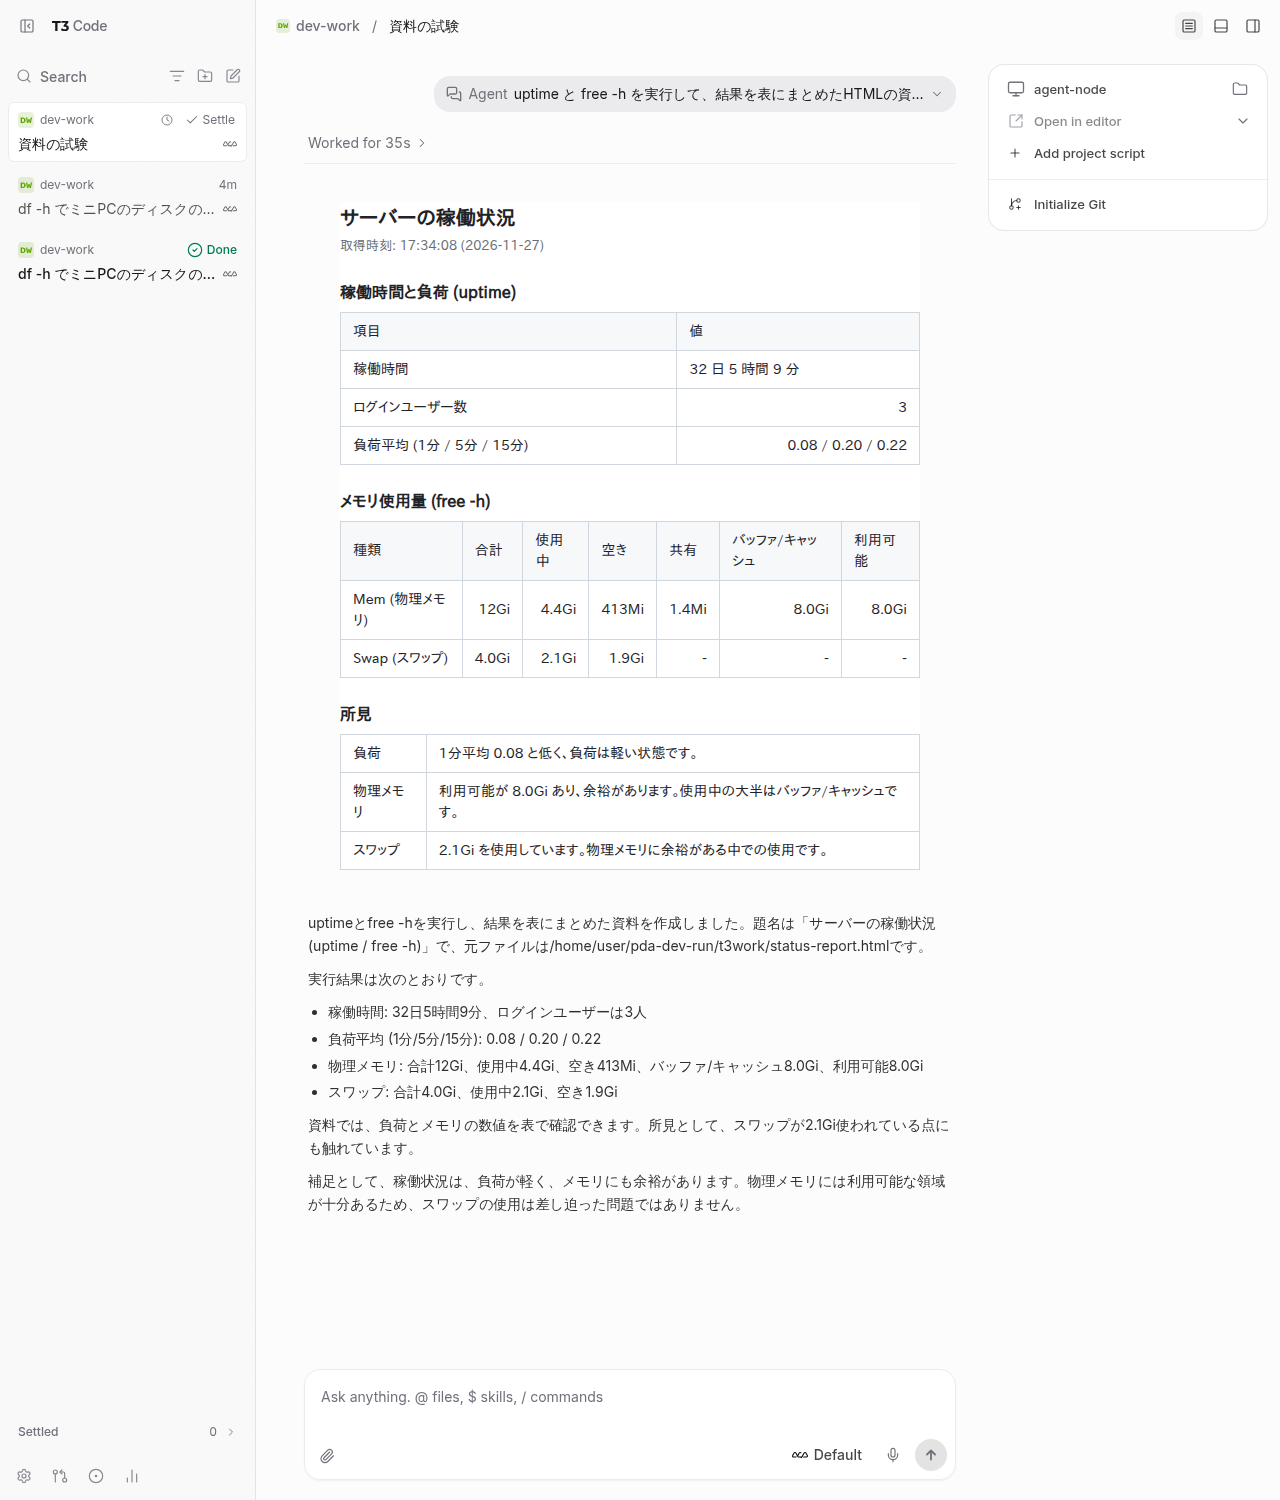 T3 Code
Search
DW dev-work Settle
資料の試験
DW dev-work 4m
df -h でミニPCのディスクの...
DW dev-work Done
df -h でミニPCのディスクの...
Settled 0
DW dev-work / 資料の試験
Agent uptime と free -h を実行して、結果を表にまとめたHTMLの資...
Worked for 35s
サーバーの稼働状況
取得時刻: 17:34:08 (2026-11-27)
稼働時間と負荷 (uptime)
項目 値
稼働時間 32 日 5 時間 9 分
ログインユーザー数 3
負荷平均 (1分 / 5分 / 15分) 0.08 / 0.20 / 0.22
メモリ使用量 (free -h)
種類 合計 使用中 空き 共有 バッファ/キャッシュ 利用可能
Mem (物理メモリ) 12Gi 4.4Gi 413Mi 1.4Mi 8.0Gi 8.0Gi
Swap (スワップ) 4.0Gi 2.1Gi 1.9Gi - - -
所見
負荷 1分平均 0.08 と低く、負荷は軽い状態です。
物理メモリ 利用可能が 8.0Gi あり、余裕があります。使用中の大半はバッファ/キャッシュです。
スワップ 2.1Gi を使用しています。物理メモリに余裕がある中での使用です。
uptimeとfree -hを実行し、結果を表にまとめた資料を作成しました。題名は「サーバーの稼働状況
(uptime / free -h)」で、元ファイルは/home/user/pda-dev-run/t3work/status-report.htmlです。
実行結果は次のとおりです。
• 稼働時間: 32日5時間9分、ログインユーザーは3人
• 負荷平均 (1分/5分/15分): 0.08 / 0.20 / 0.22
• 物理メモリ: 合計12Gi、使用中4.4Gi、空き413Mi、バッファ/キャッシュ8.0Gi、利用可能8.0Gi
• スワップ: 合計4.0Gi、使用中2.1Gi、空き1.9Gi
資料では、負荷とメモリの数値を表で確認できます。所見として、スワップが2.1Gi使われている点に
も触れています。
補足として、稼働状況は、負荷が軽く、メモリにも余裕があります。物理メモリには利用可能な領域
が十分あるため、スワップの使用は差し迫った問題ではありません。
Ask anything. @ files, $ skills, / commands
Default
agent-node
Open in editor
Add project script
Initialize Git